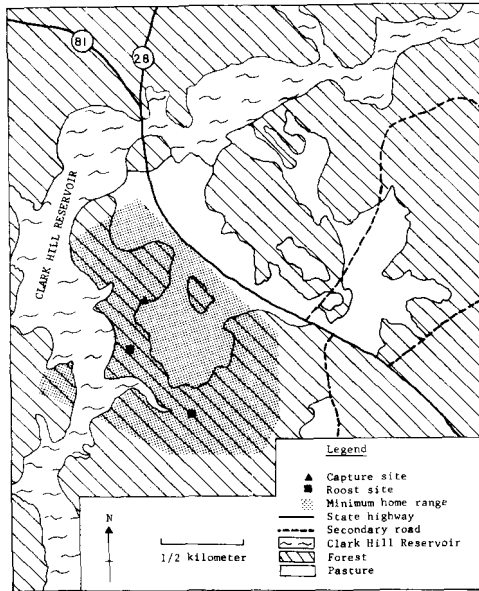 81
28
CLARK HILL RESERVOIR
Legend
Capture site
Roost site
Minimum home range
State highway
Secondary road
Clark Hill Reservoir
Forest
Pasture
N
1/2 kilometer